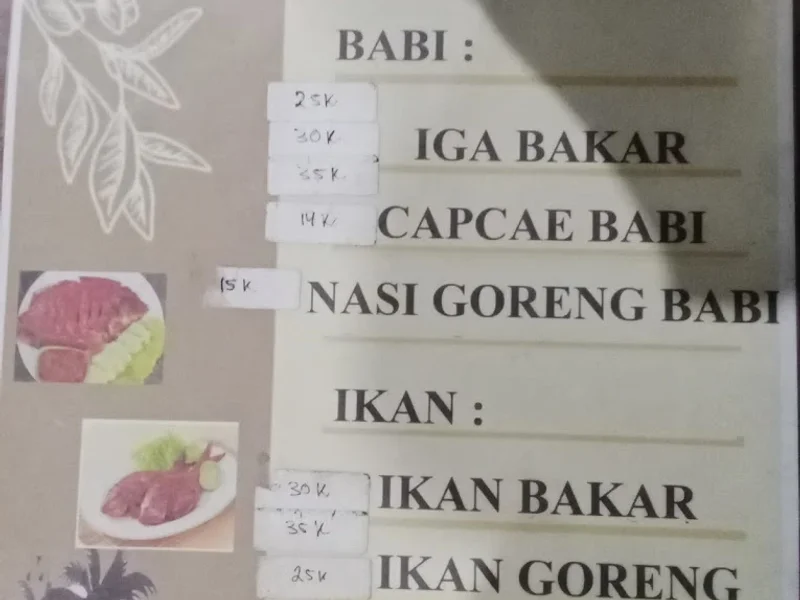 BABI :
25K
30K IGA BAKAR
35K
14K CAPCAE BABI
15K NASI GORENG BABI
IKAN :
30K IKAN BAKAR
35K
25K IKAN GORENG